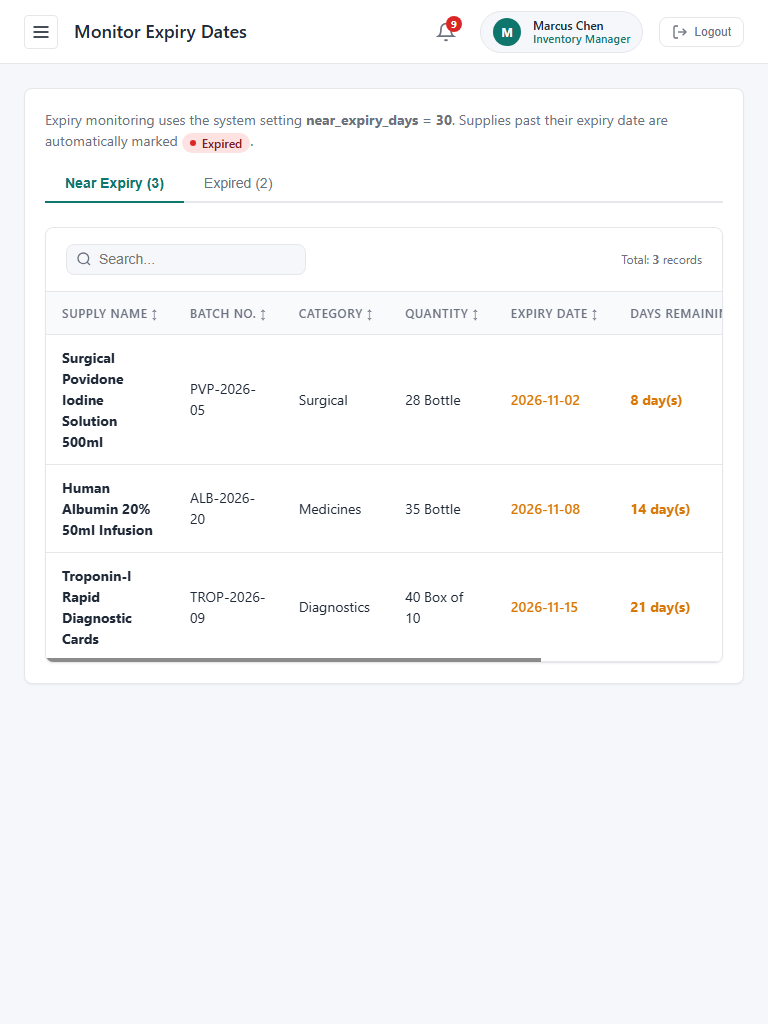 Monitor Expiry Dates
9
M
Marcus Chen
Inventory Manager
Logout
Expiry monitoring uses the system setting near_expiry_days = 30. Supplies past their expiry date are
automatically marked Expired.
Near Expiry (3)
Expired (2)
Search...
Total: 3 records
SUPPLY NAME ↕ BATCH NO. ↕ CATEGORY ↕ QUANTITY ↕ EXPIRY DATE ↕ DAYS REMAININ
Surgical
Povidone
Iodine
Solution
500ml
PVP-2026-
05
Surgical
28 Bottle
2026-11-02
8 day(s)
Human
Albumin 20%
50ml Infusion
ALB-2026-
20
Medicines
35 Bottle
2026-11-08
14 day(s)
Troponin-I
Rapid
Diagnostic
Cards
TROP-2026-
09
Diagnostics
40 Box of
10
2026-11-15
21 day(s)